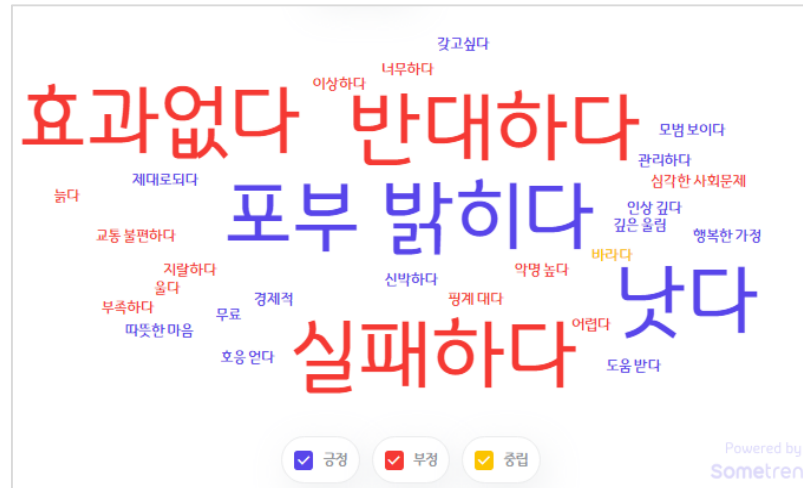 갖고싶다
너무하다
이상하다
효과없다
반대하다
모범 보이다
관리하다
제대로되다
심각한 사회문제
늙다
포부 밝히다
인상 깊다
깊은 울림
교통 불편하다
행복한 가정
바라다
지랄하다
신박하다
악명 높다
울다
낫다
부족하다
경제적
핑계 대다
무료
따뜻한 마음
어렵다
호응 얻다
실패하다
도움 받다
긍정
부정
중립
Powered by
Sometren